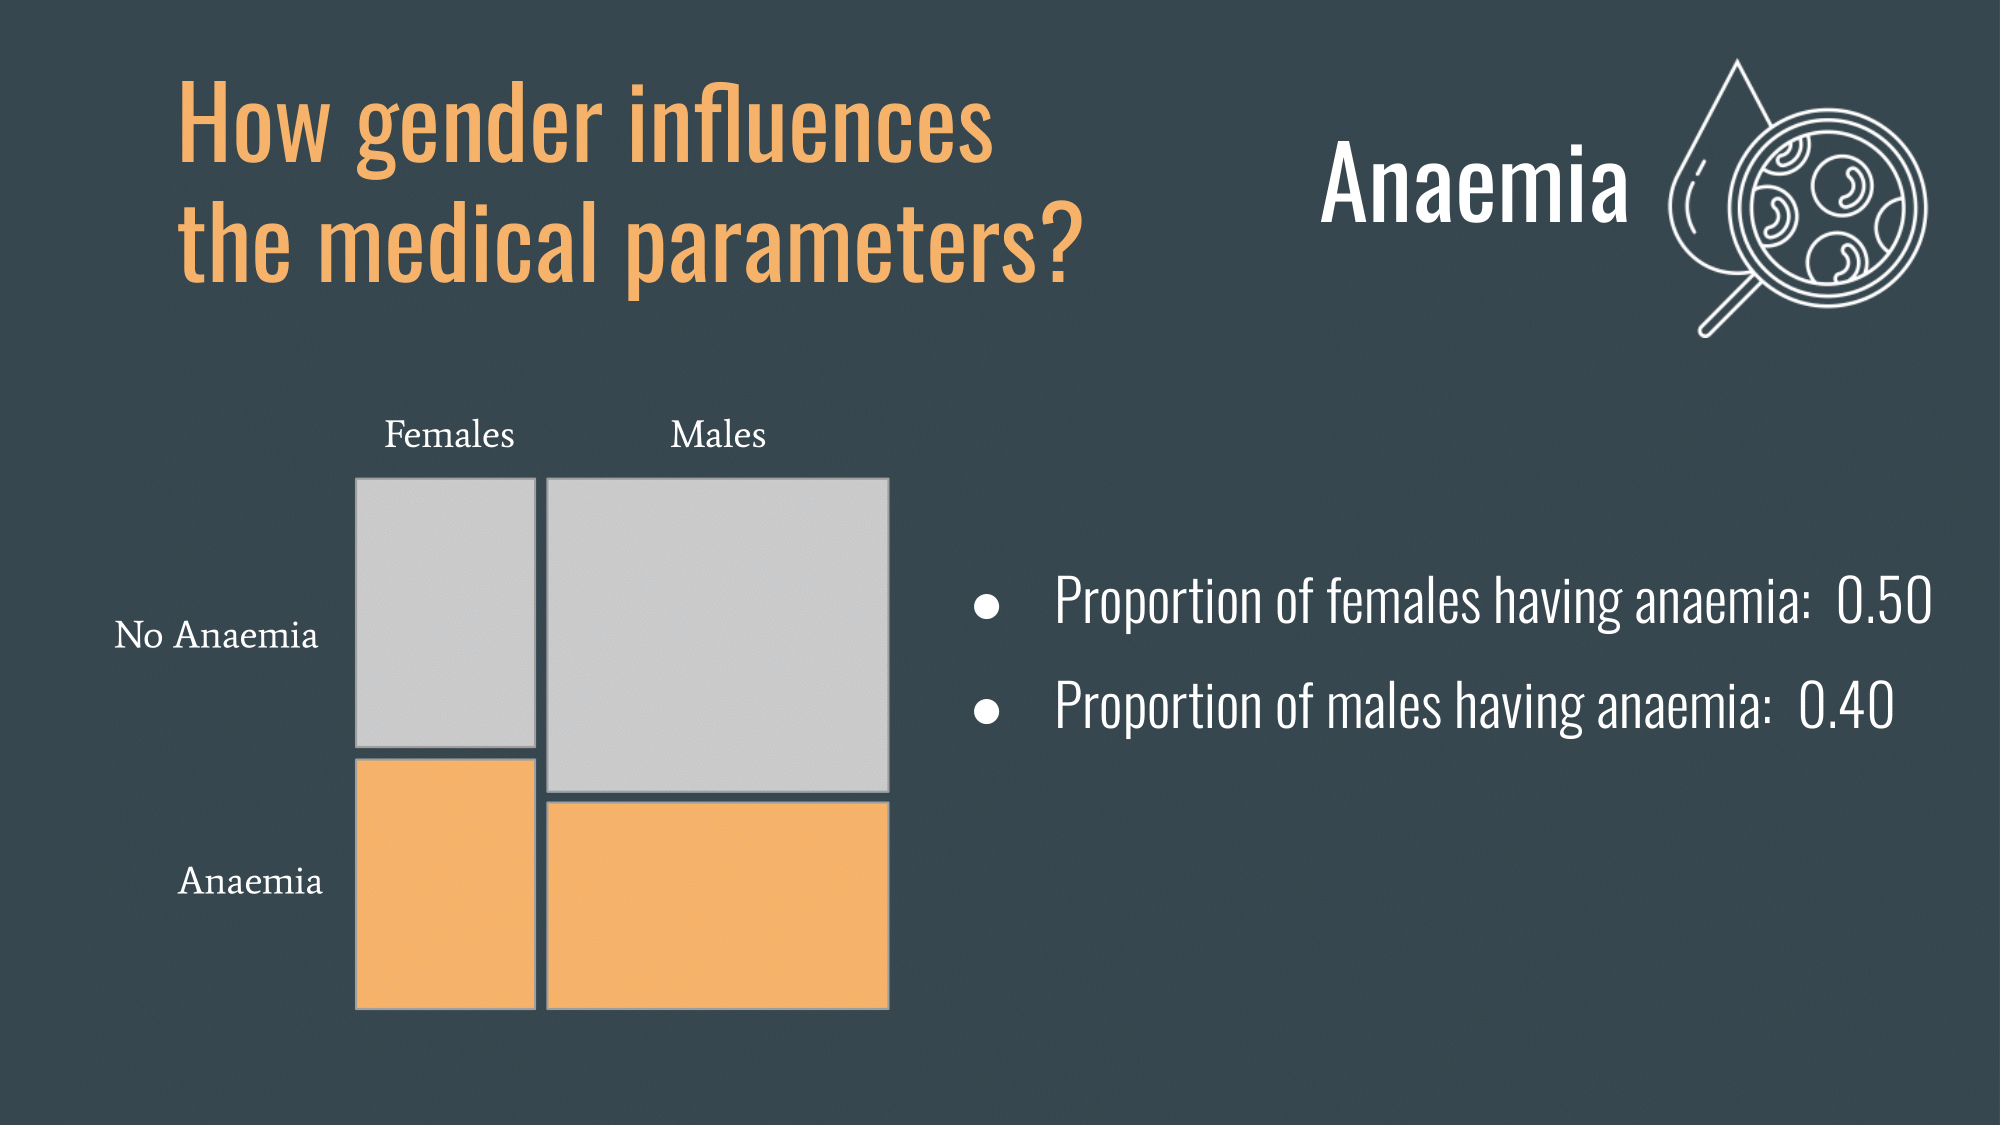 How gender influences
the medical parameters?
Anaemia
Females Males
No Anaemia
Anaemia
● Proportion of females having anaemia: 0.50
● Proportion of males having anaemia: 0.40